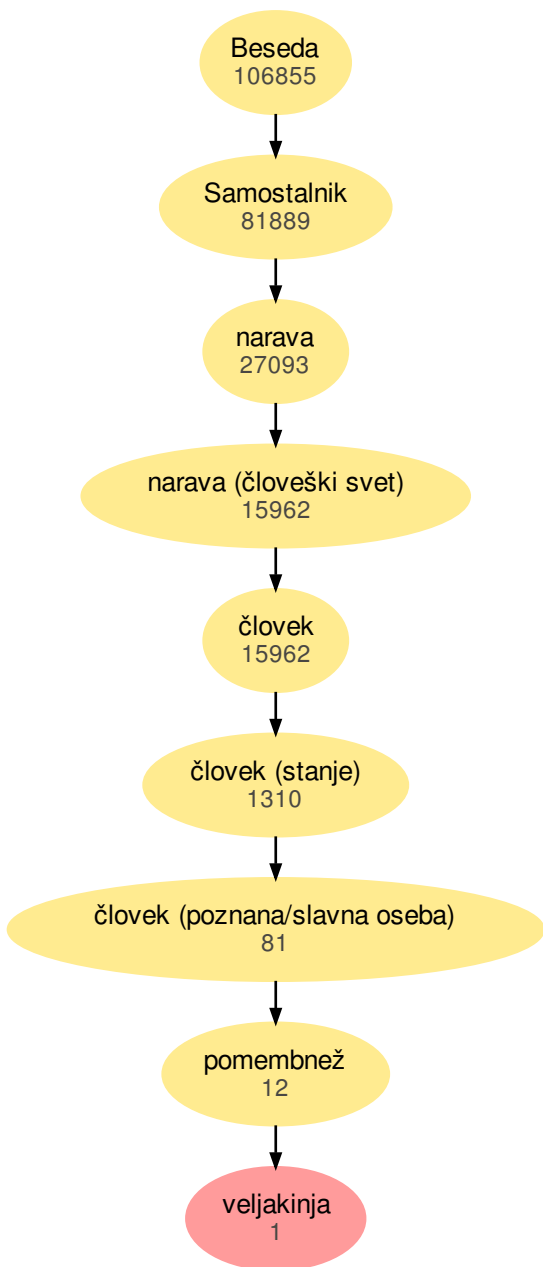 Beseda
106855
Samostalnik
81889
narava
27093
narava (človeški svet)
15962
človek
15962
človek (stanje)
1310
človek (poznana/slavna oseba)
81
pomembnež
12
veljakinja
1